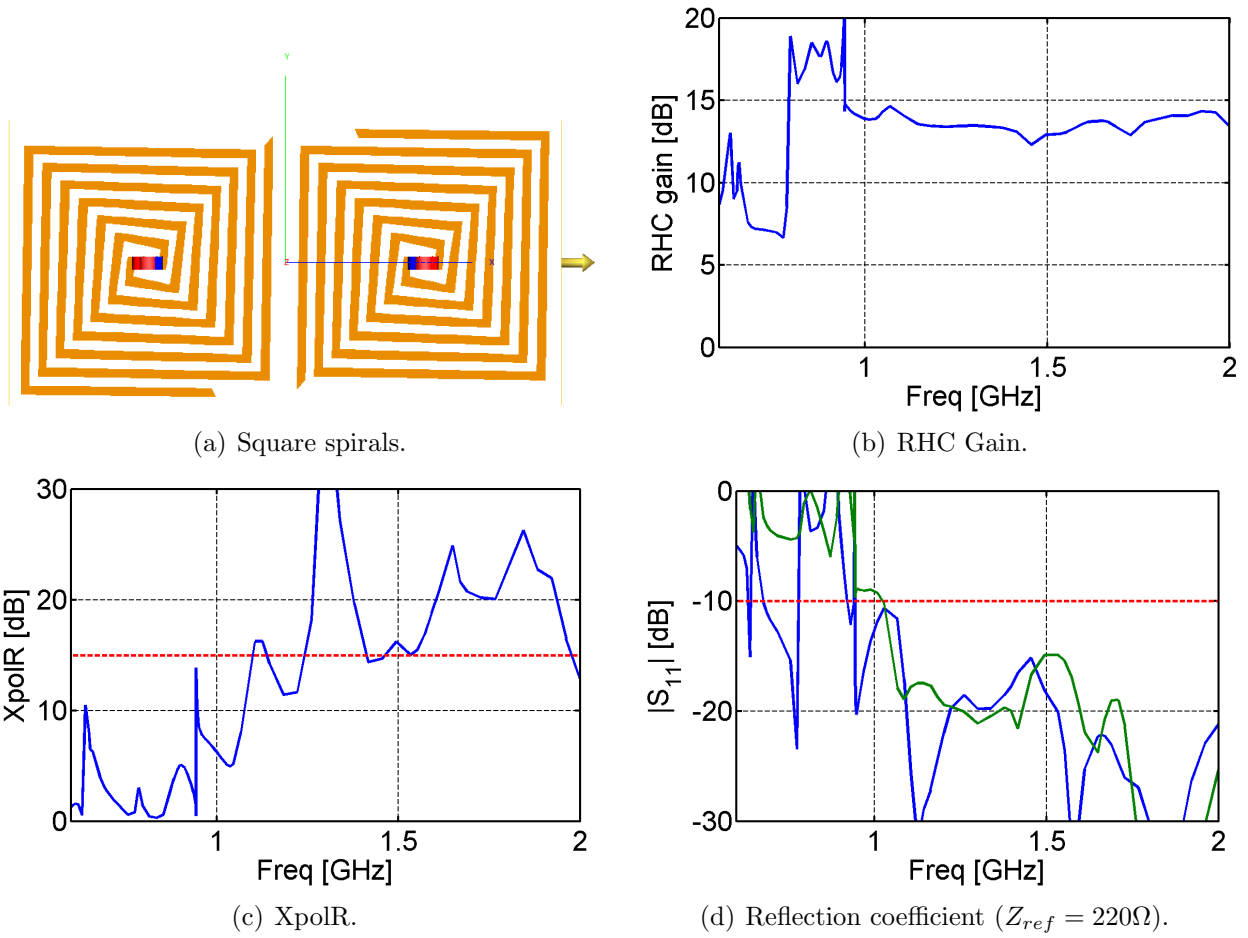 Y
Z
X
(a) Square spirals.
20
15
10
5
0
1
1.5
2
RHC gain [dB]
Freq [GHz]
(b) RHC Gain.
30
20
10
0
1
1.5
2
XpolR [dB]
Freq [GHz]
(c) XpolR.
0
-10
-20
-30
1
1.5
2
|S₁₁| [dB]
Freq [GHz]
(d) Reflection coefficient (Z_ref = 220Ω).